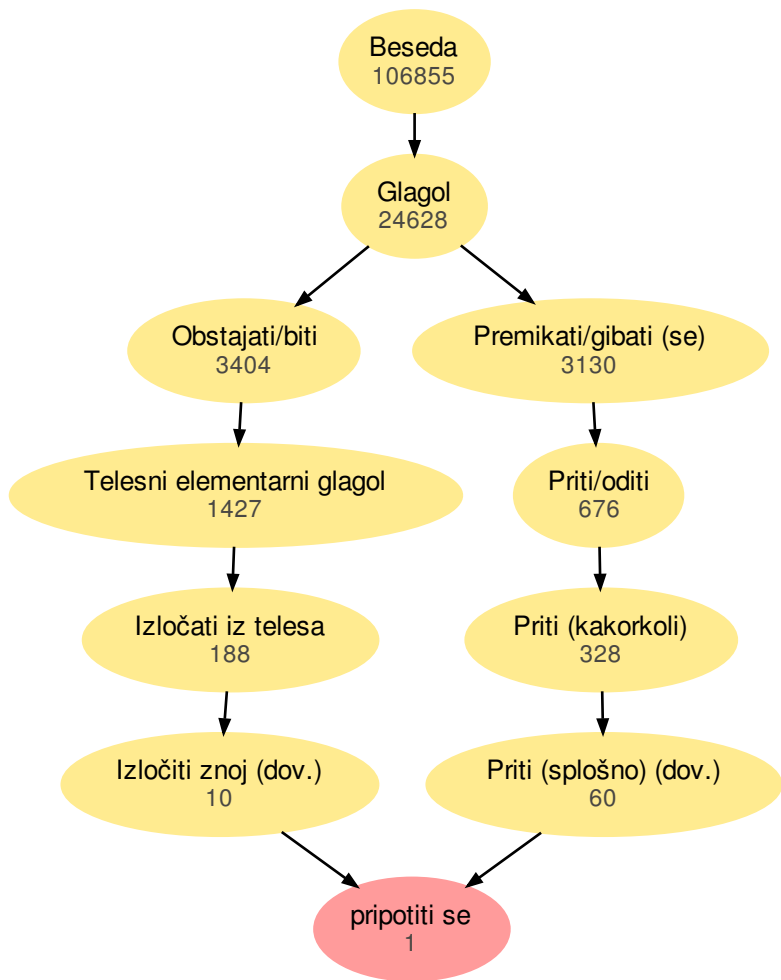 Beseda
106855
Glagol
24628
Obstajati/biti
3404
Premikati/gibati (se)
3130
Telesni elementarni glagol
1427
Priti/oditi
676
Izločati iz telesa
188
Priti (kakorkoli)
328
Izločiti znoj (dov.)
10
Priti (splošno) (dov.)
60
pripotiti se
1